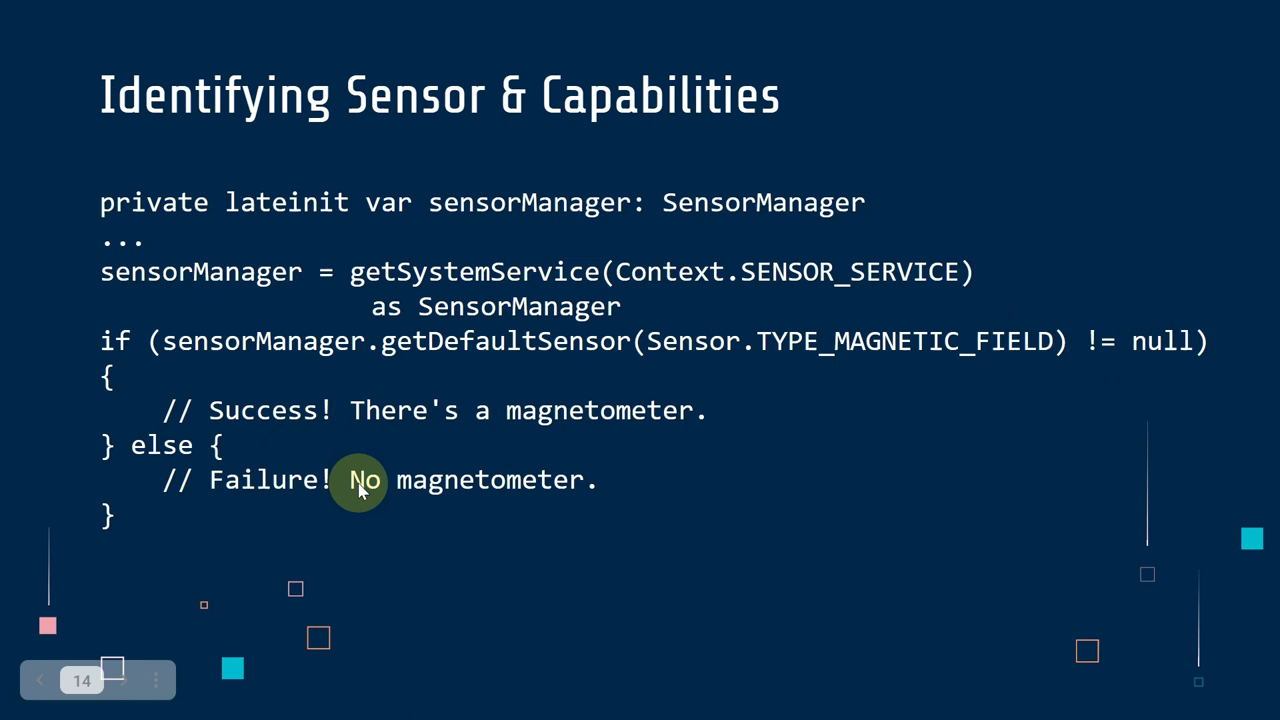 Identifying Sensor & Capabilities
private lateinit var sensorManager: SensorManager
...
sensorManager = getSystemService(Context.SENSOR_SERVICE)
as SensorManager
if (sensorManager.getDefaultSensor(Sensor.TYPE_MAGNETIC_FIELD) != null)
{
// Success! There's a magnetometer.
} else {
// Failure! No magnetometer.
}
14